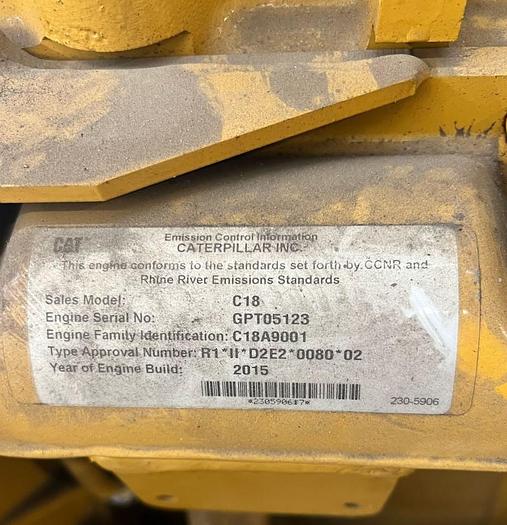 CAT
Emission Control Information
CATERPILLAR INC.
This engine conforms to the standards set forth by CCNR and
Rhine River Emissions Standards
Sales Model: C18
Engine Serial No: GPT05123
Engine Family Identification: C18A9001
Type Approval Number: R1*II*D2E2*0080*02
Year of Engine Build: 2015
*2305906‡7*
230-5906